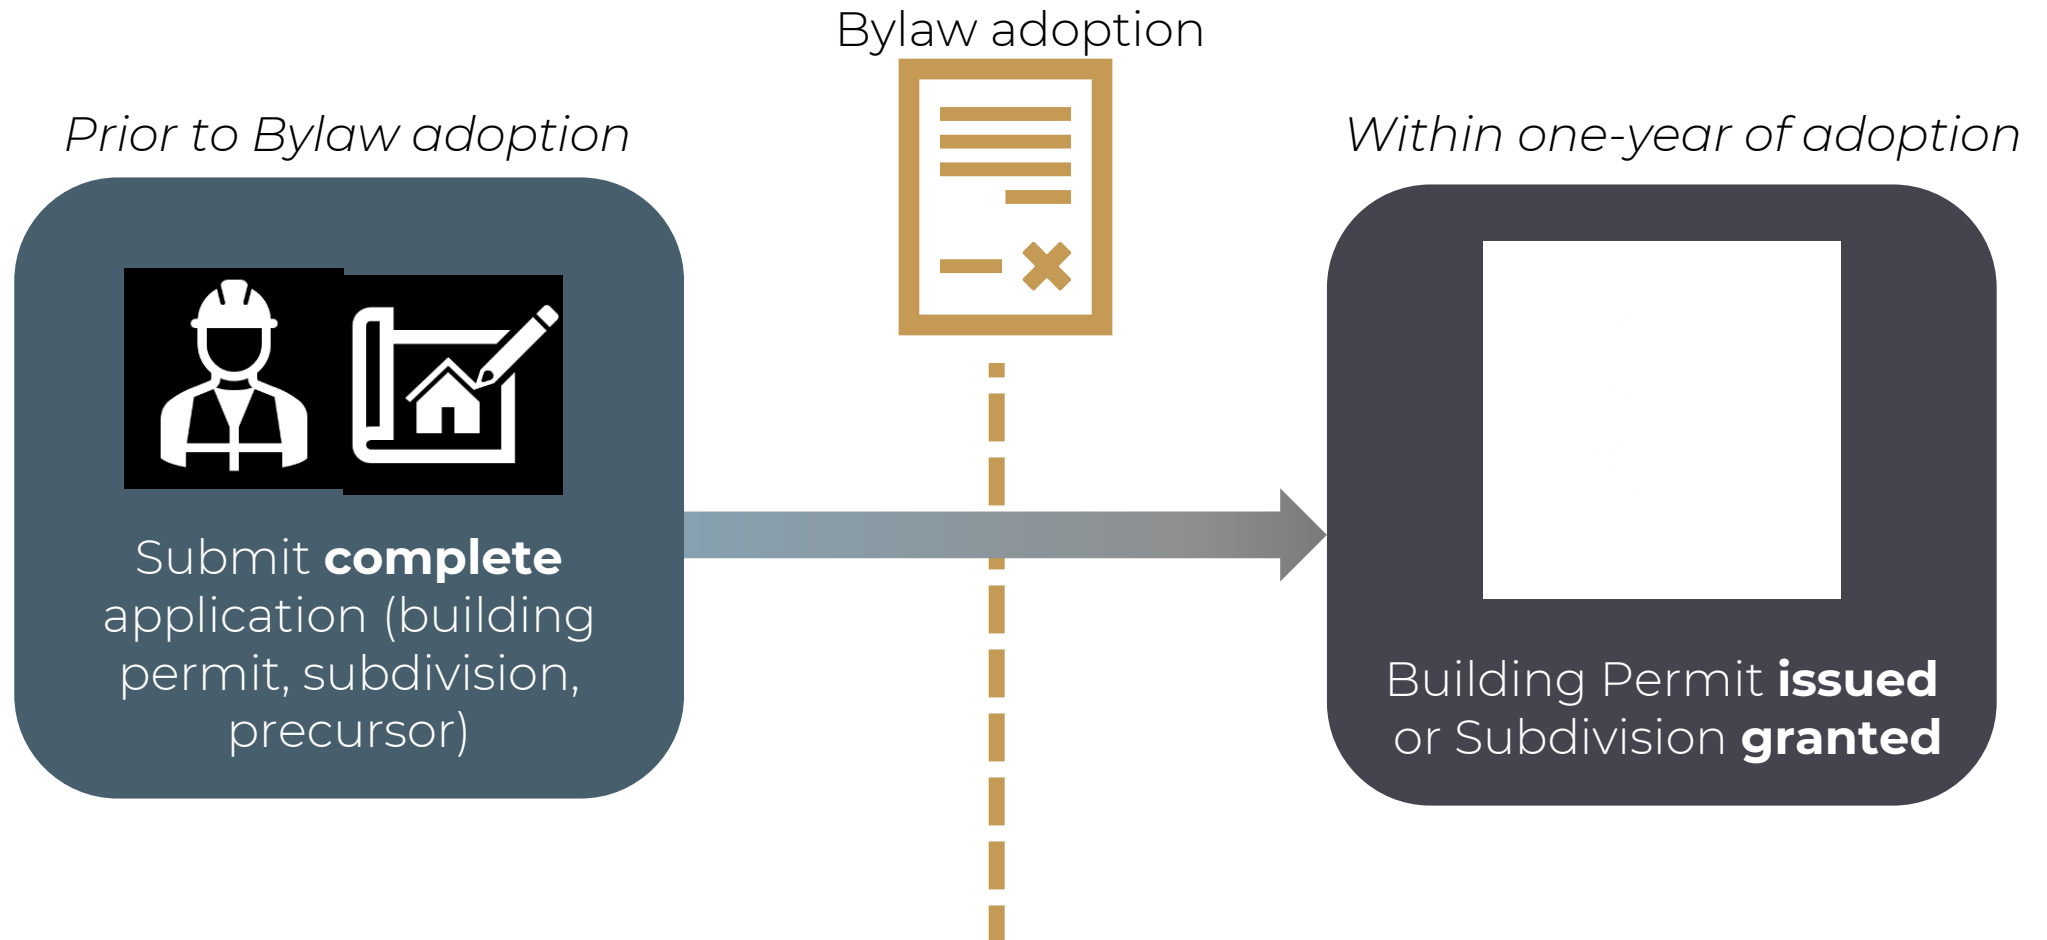 Bylaw adoption
Prior to Bylaw adoption
Submit complete
application (building
permit, subdivision,
precursor)
Within one-year of adoption
Building Permit issued
or Subdivision granted